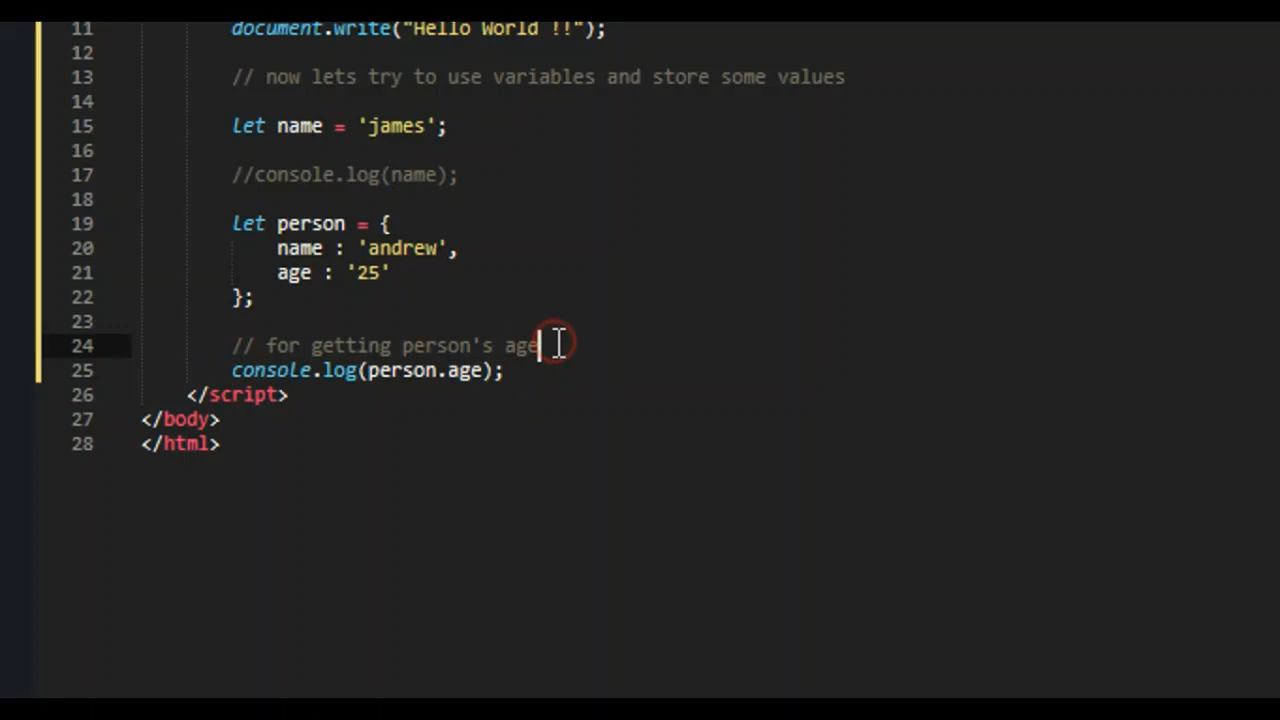 11 document.write("Hello World !!");
12
13 // now lets try to use variables and store some values
14
15 let name = 'james';
16
17 //console.log(name);
18
19 let person = {
20 name : 'andrew',
21 age : '25'
22 };
23
24 // for getting person's age
25 console.log(person.age);
26 </script>
27 </body>
28 </html>